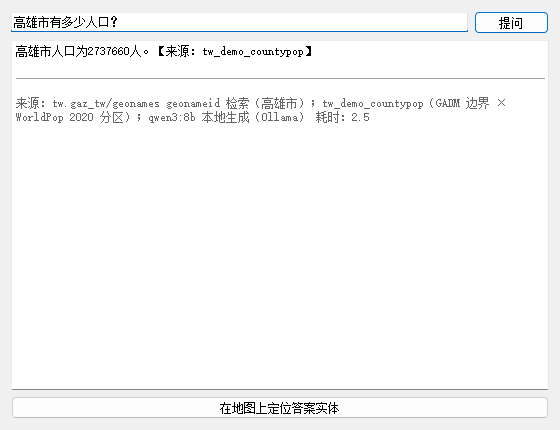 高雄市有多少人口？
提问
高雄市人口为2737660人。【来源: tw_demo_countypop】
来源: tw.gaz_tw/geonames geonameid 检索（高雄市）; tw_demo_countypop（GADM 边界 ×
WorldPop 2020 分区）; qwen3:8b 本地生成（Ollama） 耗时: 2.5
在地图上定位答案实体